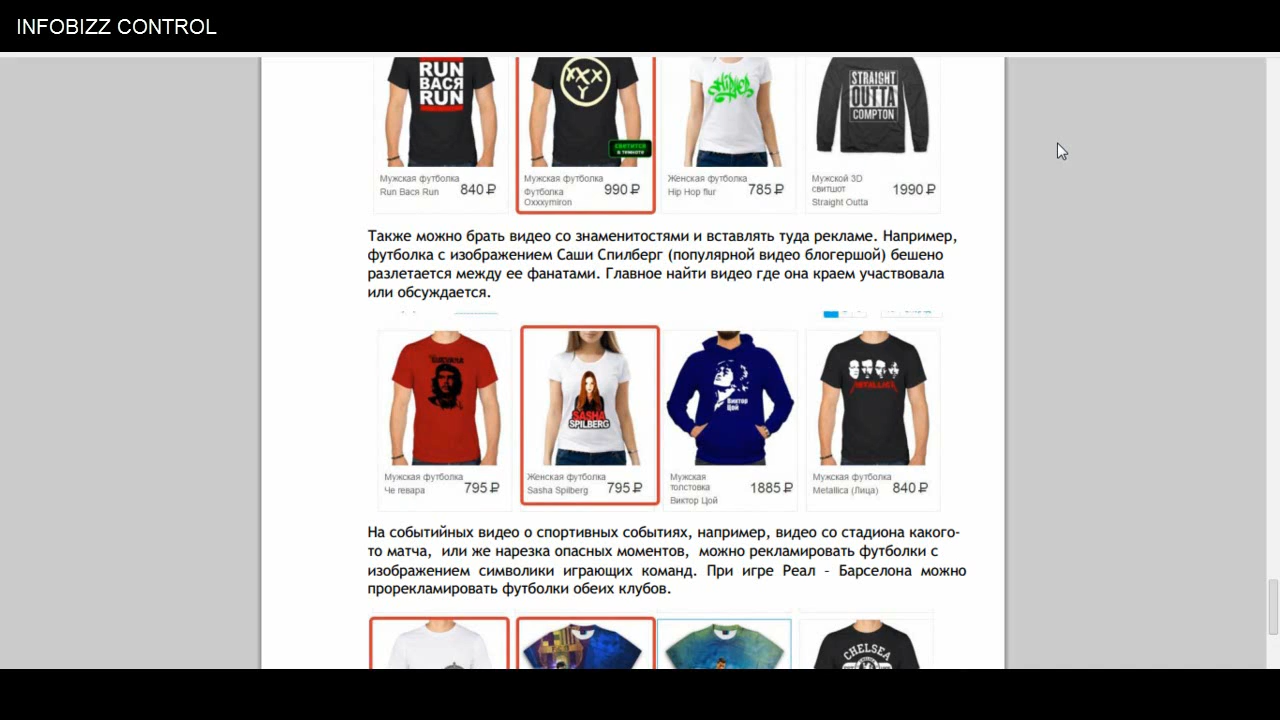 INFOBIZZ CONTROL
RUN
ВАСЯ
RUN
XXX
Y
СВЕТИТСЯ
В ТЕМНОТЕ
STRAIGHT
OUTTA
COMPTON
Мужская футболка
Run Вася Run
840 ₽
Мужская футболка
Футболка
Oxxxymiron
990 ₽
Женская футболка
Hip Hop flur
785 ₽
Мужской 3D
свитшот
Straight Outta
1990 ₽
Также можно брать видео со знаменитостями и вставлять туда рекламе. Например,
футболка с изображением Саши Спилберг (популярной видео блогершой) бешено
разлетается между ее фанатами. Главное найти видео где она краем участвовала
или обсуждается.
SASHA
SPILBERG
Виктор
Цой
METALLICA
Мужская футболка
Че гевара
795 ₽
Женская футболка
Sasha Spilberg
795 ₽
Мужская
толстовка
Виктор Цой
1885 ₽
Мужская футболка
Metallica (Лица)
840 ₽
На событийных видео о спортивных событиях, например, видео со стадиона какого-
то матча, или же нарезка опасных моментов, можно рекламировать футболки с
изображением символики играющих команд. При игре Реал – Барселона можно
прорекламировать футболки обеих клубов.
CHELSEA